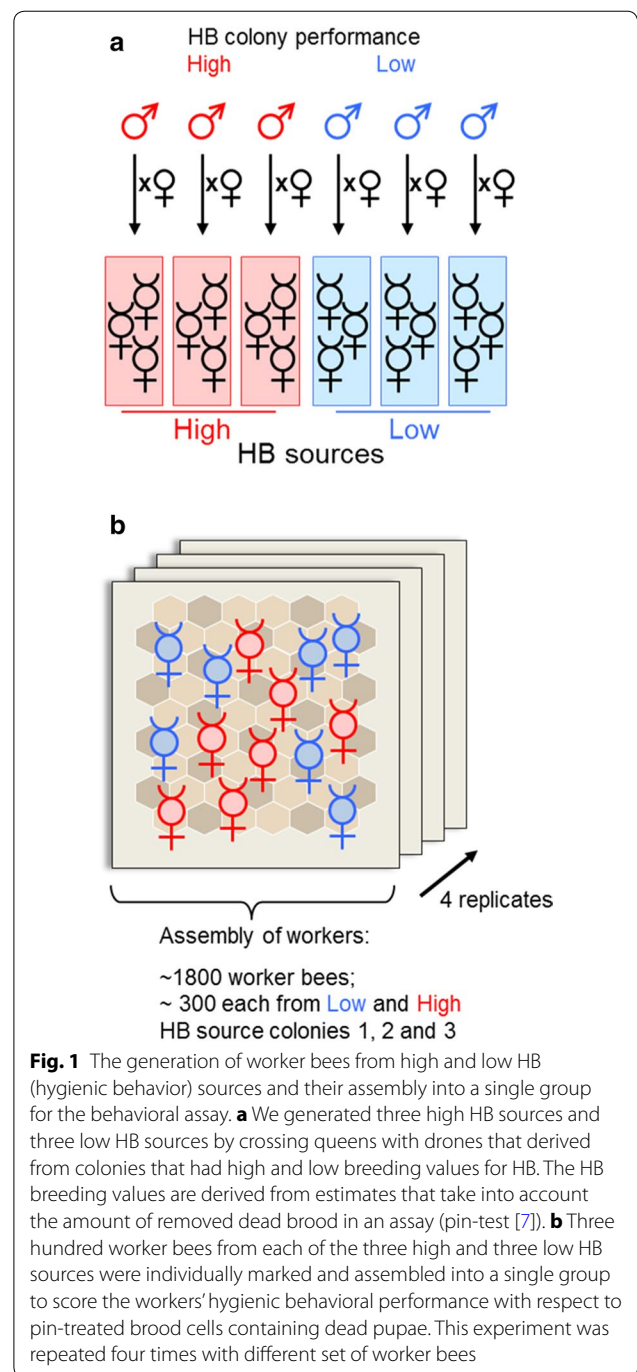 a
HB colony performance
High Low
x♀ x♀ x♀ x♀ x♀ x♀
High Low
HB sources
b
4 replicates
Assembly of workers:
~1800 worker bees;
~ 300 each from Low and High
HB source colonies 1, 2 and 3
Fig. 1 The generation of worker bees from high and low HB
(hygienic behavior) sources and their assembly into a single group
for the behavioral assay. a We generated three high HB sources and
three low HB sources by crossing queens with drones that derived
from colonies that had high and low breeding values for HB. The HB
breeding values are derived from estimates that take into account
the amount of removed dead brood in an assay (pin-test [7]). b Three
hundred worker bees from each of the three high and three low HB
sources were individually marked and assembled into a single group
to score the workers' hygienic behavioral performance with respect to
pin-treated brood cells containing dead pupae. This experiment was
repeated four times with different set of worker bees